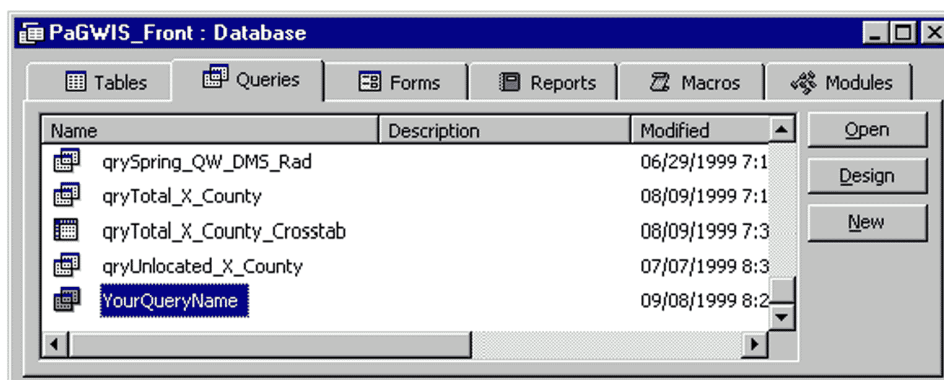 PaGWIS_Front : Database
Tables Queries Forms Reports Macros Modules
Name Description Modified Open
qrySpring_QW_DMS_Rad 06/29/1999 7:1
Design
qryTotal_X_County 08/09/1999 7:1
New
qryTotal_X_County_Crosstab 08/09/1999 7:3
qryUnlocated_X_County 07/07/1999 8:3
YourQueryName 09/08/1999 8:2